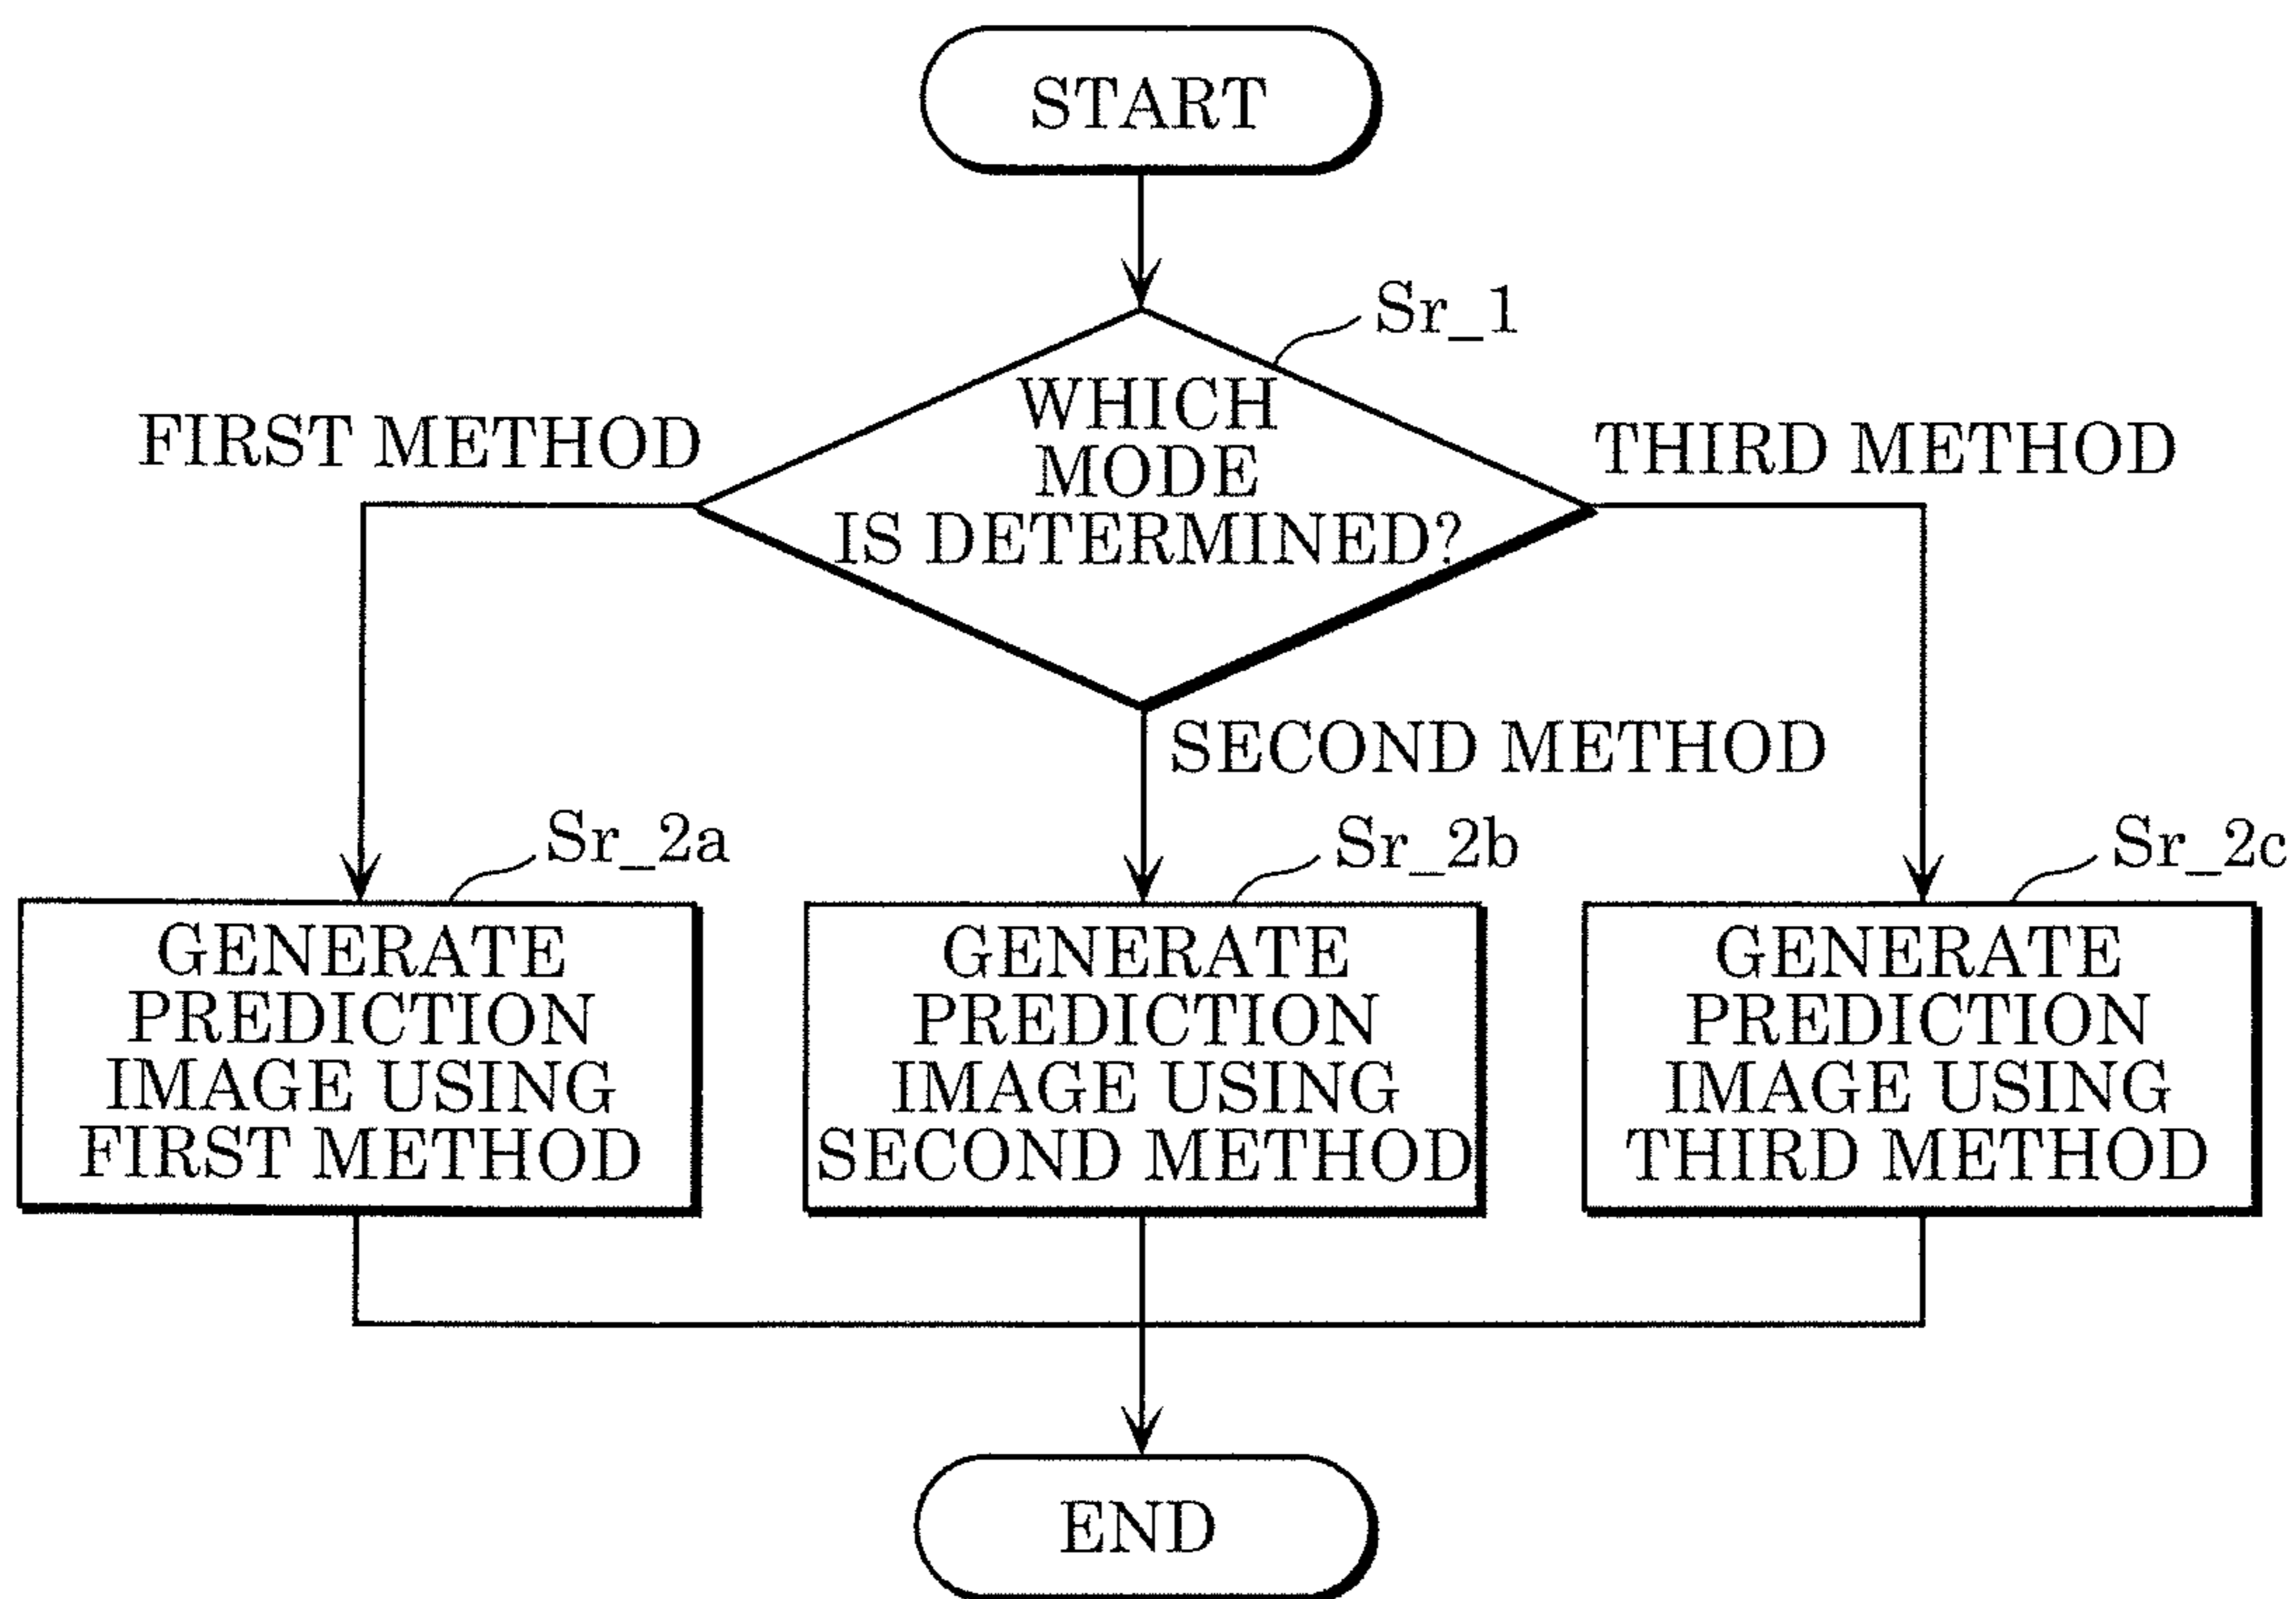 START
Sr_1
WHICH
MODE
IS DETERMINED?
FIRST METHOD
THIRD METHOD
SECOND METHOD
Sr_2a
GENERATE
PREDICTION
IMAGE USING
FIRST METHOD
Sr_2b
GENERATE
PREDICTION
IMAGE USING
SECOND METHOD
Sr_2c
GENERATE
PREDICTION
IMAGE USING
THIRD METHOD
END